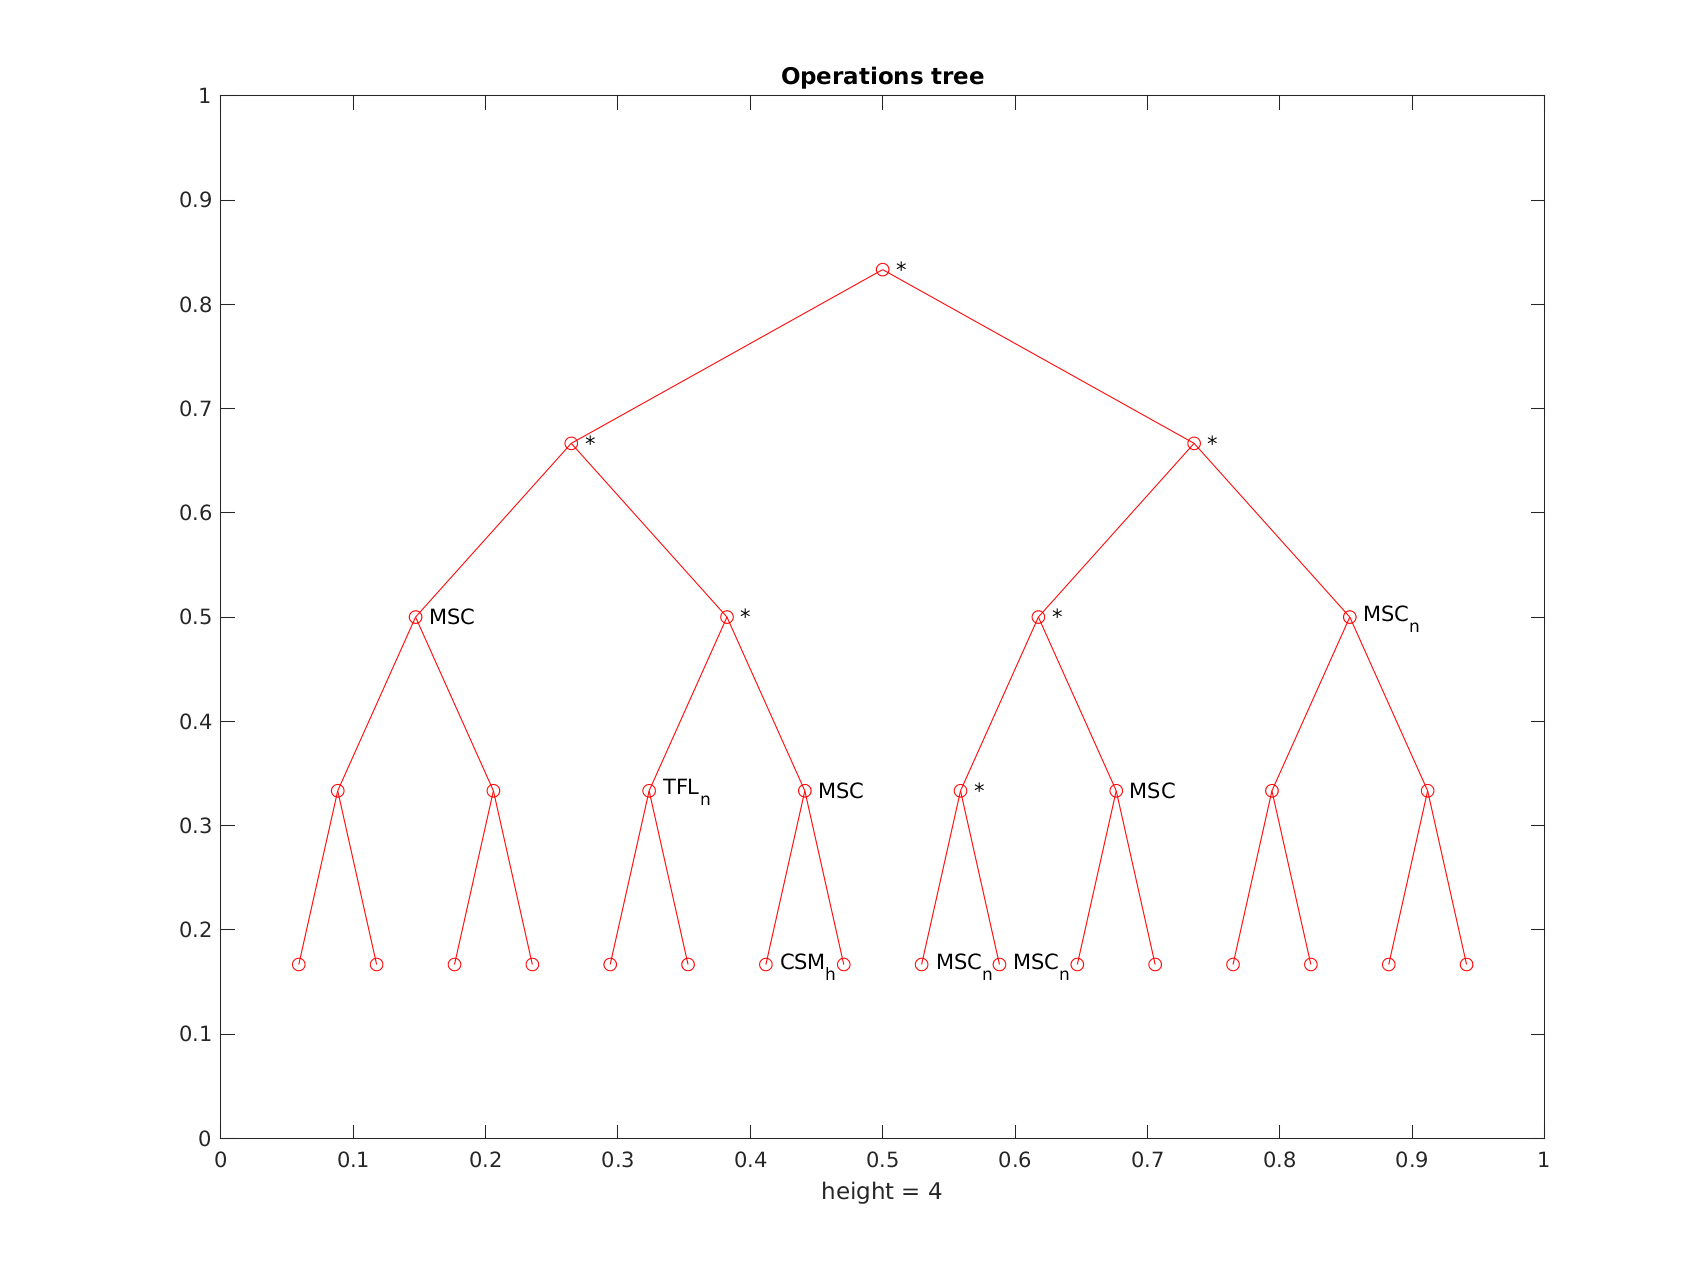 Operations tree
1
0.9
*
0.8
0.7
* *
0.6
0.5
MSC * * MSCn
0.4
TFLn MSC * MSC
0.3
0.2
CSMh MSCn MSCn
0.1
0
0 0.1 0.2 0.3 0.4 0.5 0.6 0.7 0.8 0.9 1
height = 4